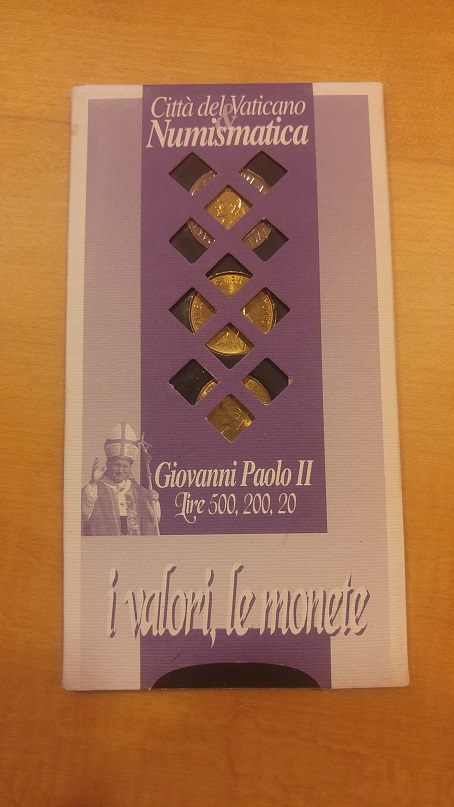 Città del Vaticano
&
Numismatica
Giovanni Paolo II
Lire 500, 200, 20
i valori, le monete